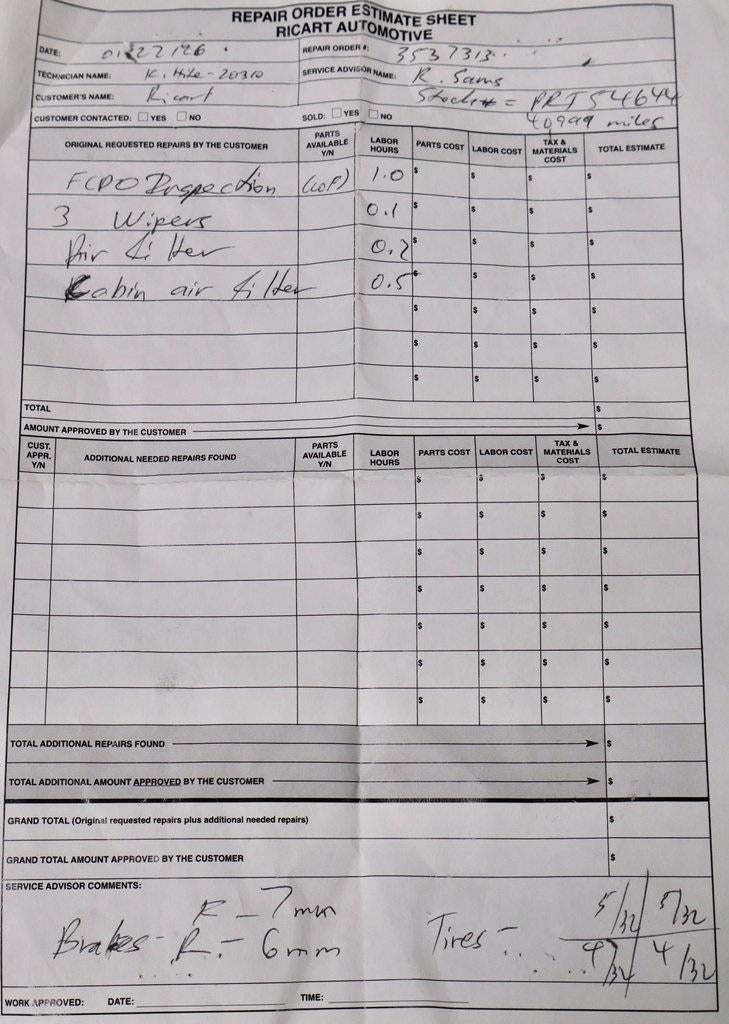 REPAIR ORDER ESTIMATE SHEET
RICART AUTOMOTIVE
DATE: 01/27/26 REPAIR ORDER #: 3537313
TECHNICIAN NAME: K. Hike - 20310 SERVICE ADVISOR NAME: R. Sams
CUSTOMER'S NAME: Ricart Stock# = PRT54644
CUSTOMER CONTACTED: YES NO SOLD: YES NO 40999 miles
ORIGINAL REQUESTED REPAIRS BY THE CUSTOMER PARTS AVAILABLE Y/N LABOR HOURS PARTS COST LABOR COST TAX & MATERIALS COST TOTAL ESTIMATE
FCPO Inspection (LOF) 1.0 $ $ $ $
3 Wipers 0.1 $ $ $ $
Air filter 0.2 $ $ $ $
Cabin air filter 0.5 $ $ $ $
$ $ $ $
$ $ $ $
$ $ $ $
TOTAL $
AMOUNT APPROVED BY THE CUSTOMER $
CUST. APPR. Y/N ADDITIONAL NEEDED REPAIRS FOUND PARTS AVAILABLE Y/N LABOR HOURS PARTS COST LABOR COST TAX & MATERIALS COST TOTAL ESTIMATE
$ $ $ $
$ $ $ $
$ $ $ $
$ $ $ $
$ $ $ $
$ $ $ $
$ $ $ $
TOTAL ADDITIONAL REPAIRS FOUND $
TOTAL ADDITIONAL AMOUNT APPROVED BY THE CUSTOMER $
GRAND TOTAL (Original requested repairs plus additional needed repairs) $
GRAND TOTAL AMOUNT APPROVED BY THE CUSTOMER $
SERVICE ADVISOR COMMENTS:
F - 7mm 5/32 5/32
Brakes - R. - 6mm Tires - 4/32 4/32
WORK APPROVED: DATE: TIME: